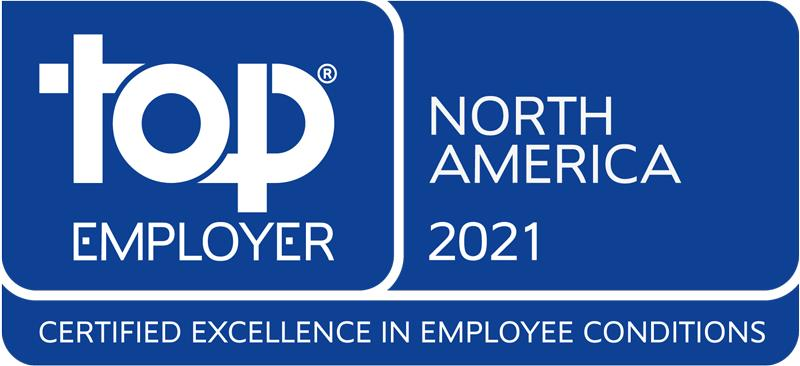 top®
EMPLOYER
NORTH
AMERICA
2021
CERTIFIED EXCELLENCE IN EMPLOYEE CONDITIONS